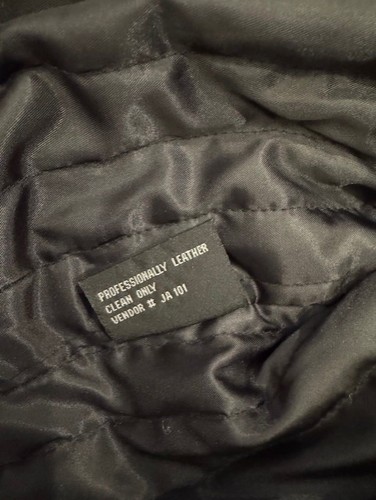 PROFESSIONALLY LEATHER
CLEAN ONLY
VENDOR # JA 101